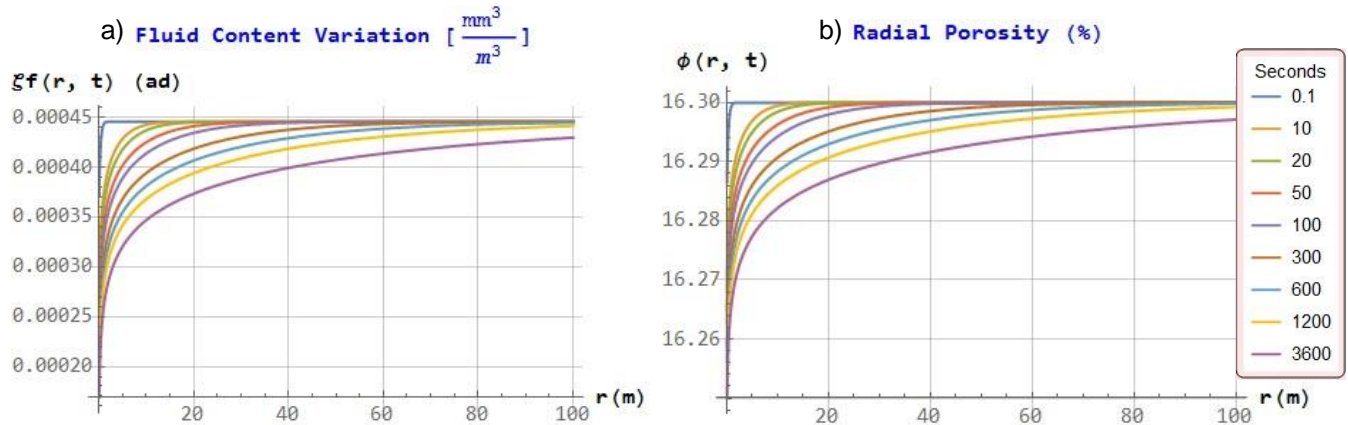 a) Fluid Content Variation [mm³/m³]
ζf(r, t) (ad)
0.00045
0.00040
0.00035
0.00030
0.00025
0.00020
20 40 60 80 100 r(m)
b) Radial Porosity (%)
ϕ(r, t)
16.30
16.29
16.28
16.27
16.26
20 40 60 80 100 r(m)
Seconds
0.1
10
20
50
100
300
600
1200
3600